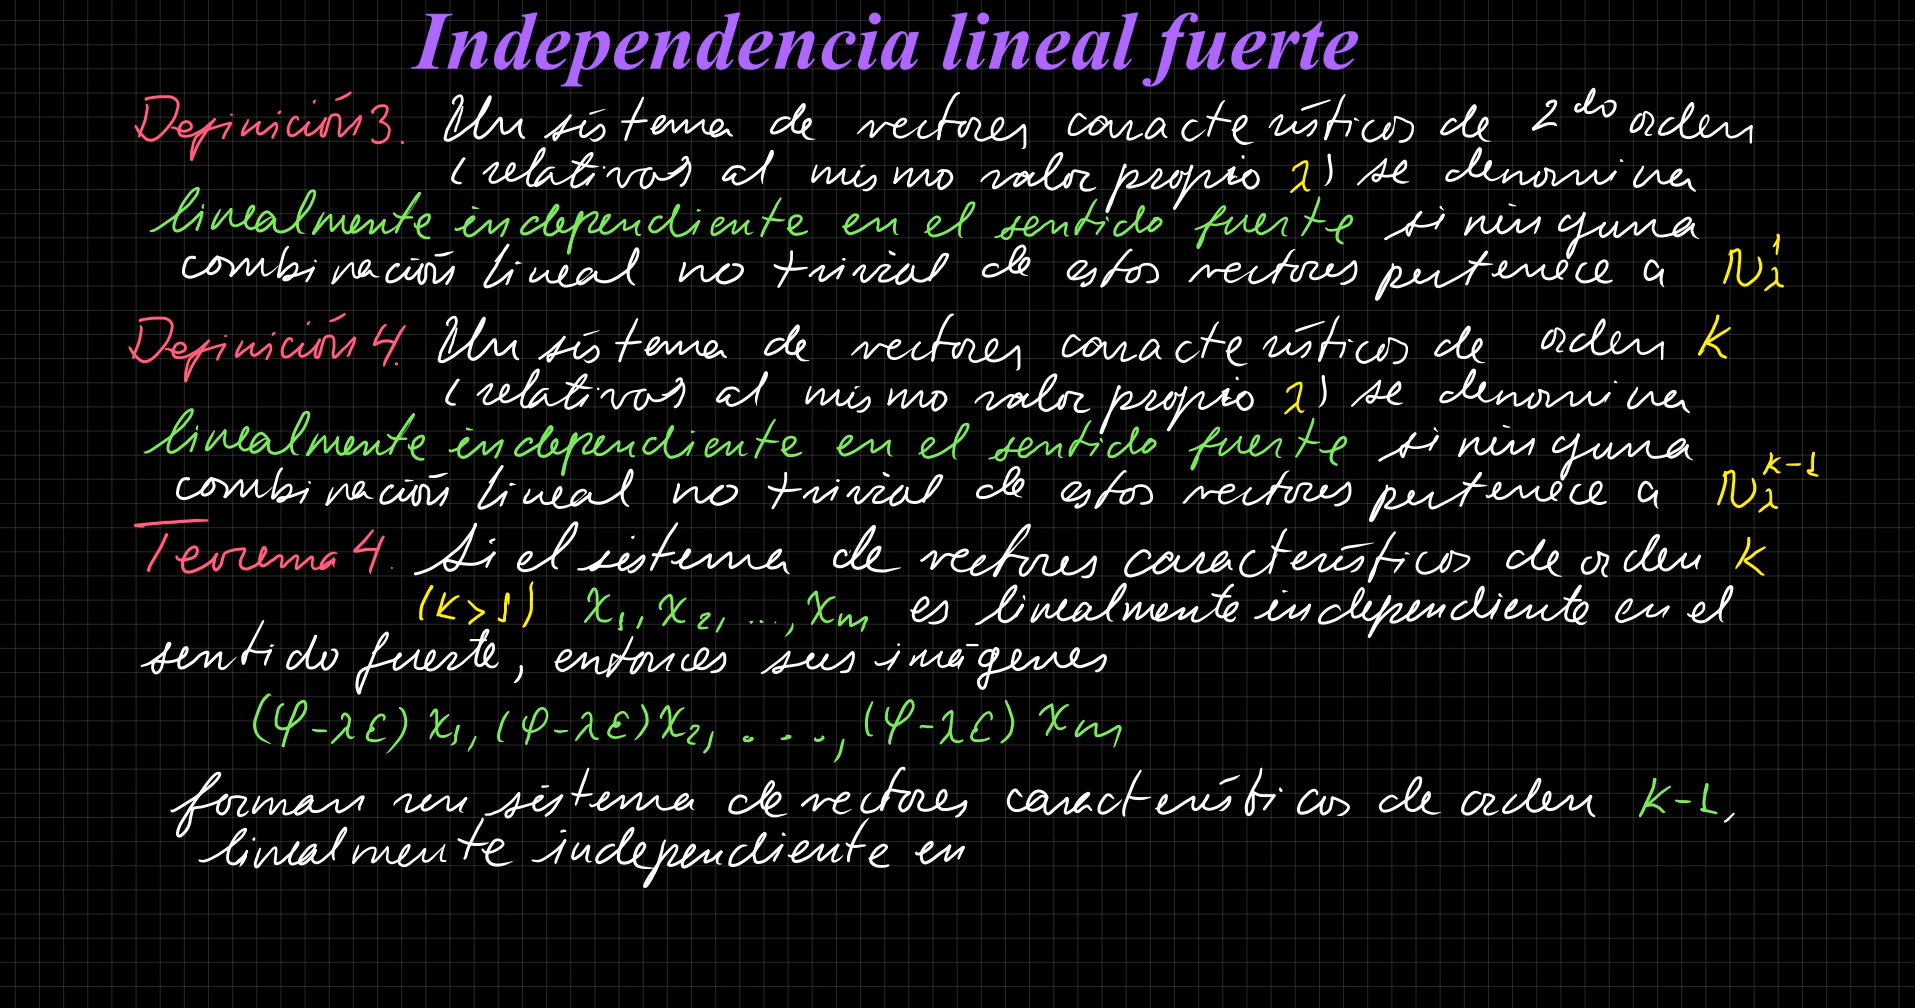 Independencia lineal fuerte
Definición 3. Un sistema de vectores característicos de 2do orden
(relativos al mismo valor propio λ) se denomina
linealmente independiente en el sentido fuerte si ninguna
combinación lineal no trivial de estos vectores pertenece a N_λ^1
Definición 4. Un sistema de vectores característicos de orden K
(relativos al mismo valor propio λ) se denomina
linealmente independiente en el sentido fuerte si ninguna
combinación lineal no trivial de estos vectores pertenece a N_λ^{K-1}
Teorema 4. Si el sistema de vectores característicos de orden K
(K>1) x₁, x₂, ..., xₘ es linealmente independiente en el
sentido fuerte, entonces sus imágenes
(φ-λε) x₁, (φ-λε) x₂, . . . , (φ-λε) xₘ
forman un sistema de vectores característicos de orden K-1,
linealmente independiente en